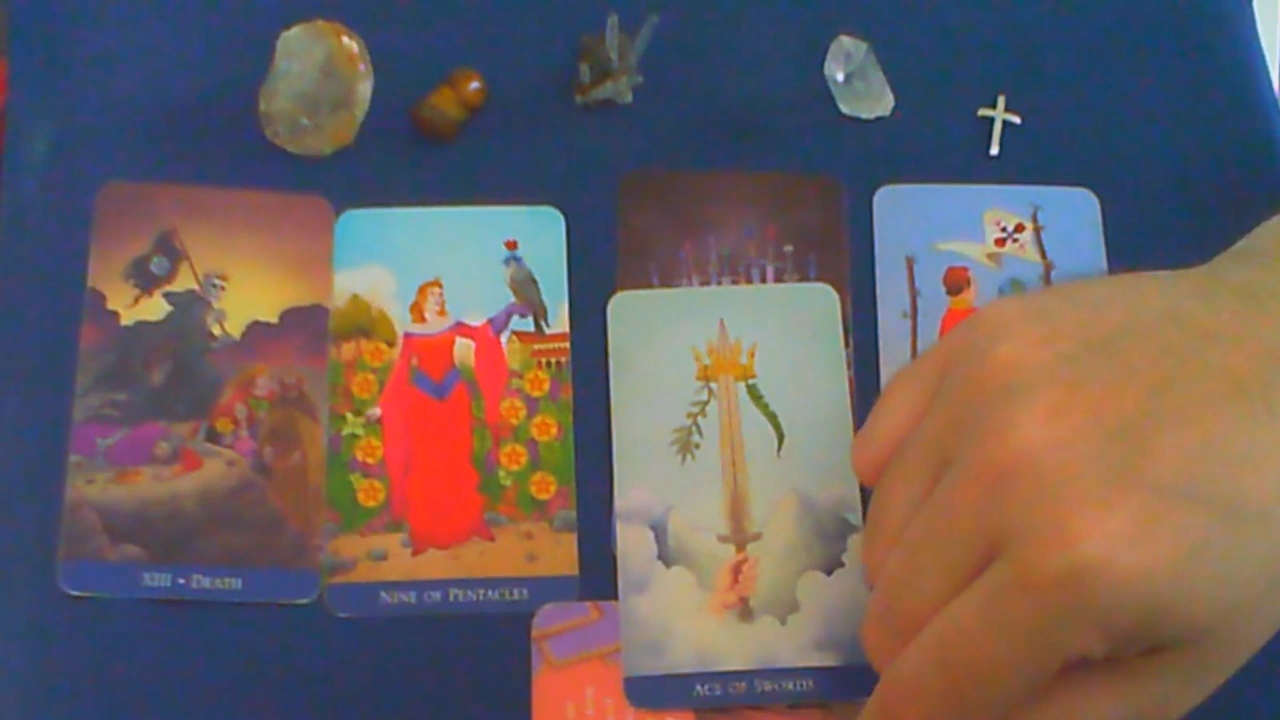 XIII • DEATH
NINE OF PENTACLES
ACE OF SWORDS